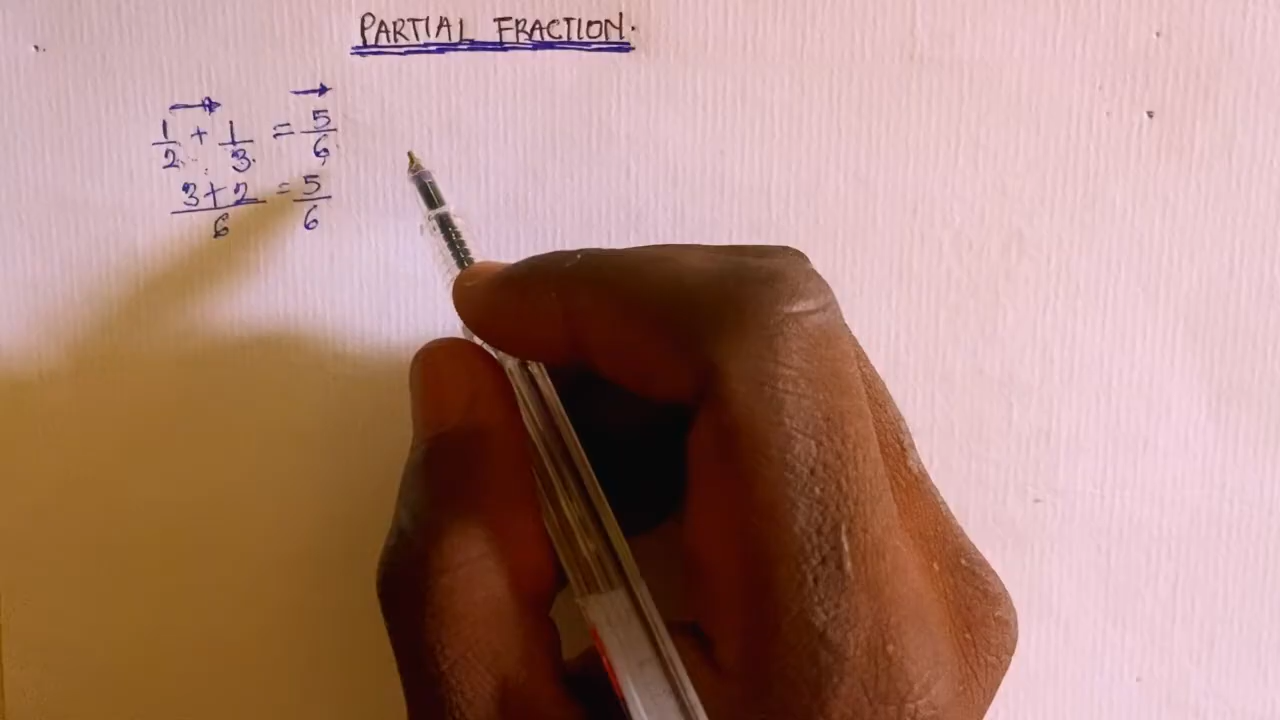 PARTIAL FRACTION.
1/2 + 1/3 = 5/6
3+2/6 = 5/6